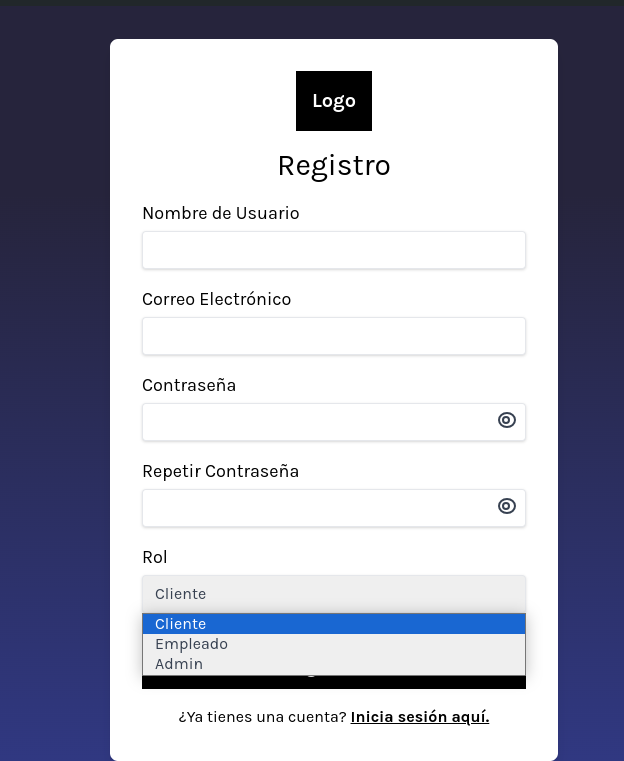 Logo
Registro
Nombre de Usuario
Correo Electrónico
Contraseña
Repetir Contraseña
Rol
Cliente
Cliente
Empleado
Admin
¿Ya tienes una cuenta? Inicia sesión aquí.